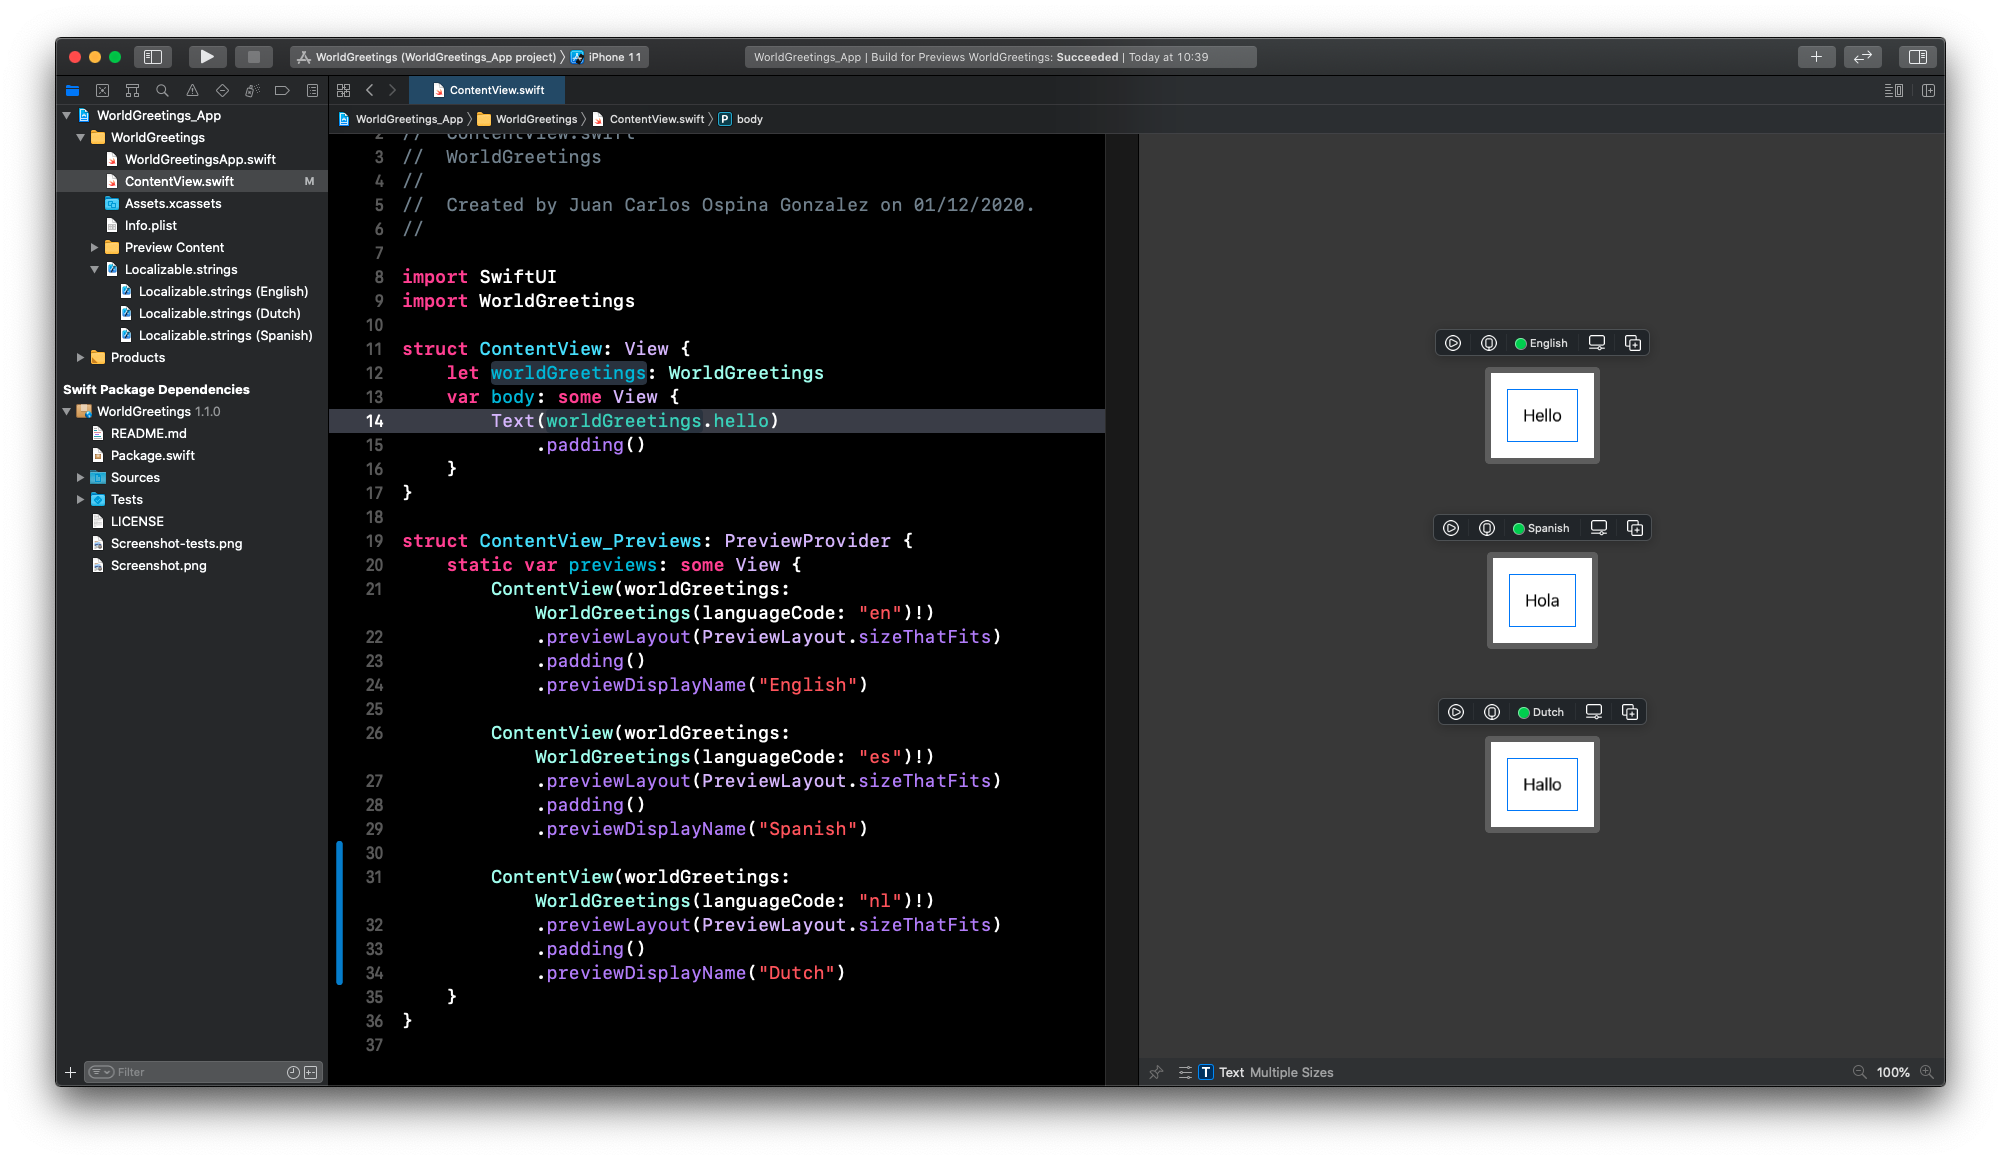 WorldGreetings (WorldGreetings_App project) iPhone 11
WorldGreetings_App | Build for Previews WorldGreetings: Succeeded | Today at 10:39
ContentView.swift
WorldGreetings_App WorldGreetings ContentView.swift P body
WorldGreetings_App
WorldGreetings
WorldGreetingsApp.swift
ContentView.swift M
Assets.xcassets
Info.plist
Preview Content
Localizable.strings
Localizable.strings (English)
Localizable.strings (Dutch)
Localizable.strings (Spanish)
Products
Swift Package Dependencies
WorldGreetings 1.1.0
README.md
Package.swift
Sources
Tests
LICENSE
Screenshot-tests.png
Screenshot.png
Filter
2 // ContentView.swift
3 // WorldGreetings
4 //
5 // Created by Juan Carlos Ospina Gonzalez on 01/12/2020.
6 //
7
8 import SwiftUI
9 import WorldGreetings
10
11 struct ContentView: View {
12 let worldGreetings: WorldGreetings
13 var body: some View {
14 Text(worldGreetings.hello)
15 .padding()
16 }
17 }
18
19 struct ContentView_Previews: PreviewProvider {
20 static var previews: some View {
21 ContentView(worldGreetings:
WorldGreetings(languageCode: "en")!)
22 .previewLayout(PreviewLayout.sizeThatFits)
23 .padding()
24 .previewDisplayName("English")
25
26 ContentView(worldGreetings:
WorldGreetings(languageCode: "es")!)
27 .previewLayout(PreviewLayout.sizeThatFits)
28 .padding()
29 .previewDisplayName("Spanish")
30
31 ContentView(worldGreetings:
WorldGreetings(languageCode: "nl")!)
32 .previewLayout(PreviewLayout.sizeThatFits)
33 .padding()
34 .previewDisplayName("Dutch")
35 }
36 }
37
English
Hello
Spanish
Hola
Dutch
Hallo
T Text Multiple Sizes
100%